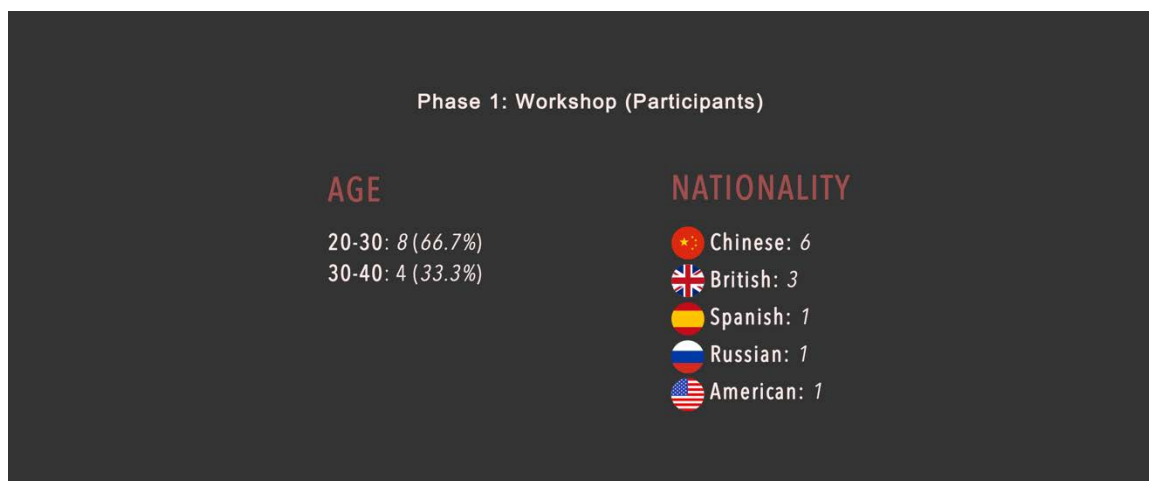 Phase 1: Workshop (Participants)
AGE
20-30: 8 (66.7%)
30-40: 4 (33.3%)
NATIONALITY
Chinese: 6
British: 3
Spanish: 1
Russian: 1
American: 1